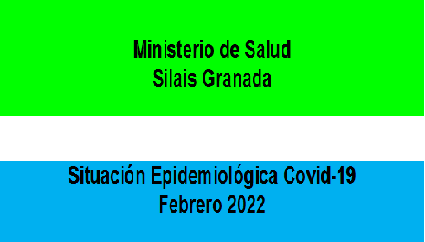 Ministerio de Salud
Silais Granada
Situación Epidemiológica Covid-19
Febrero 2022